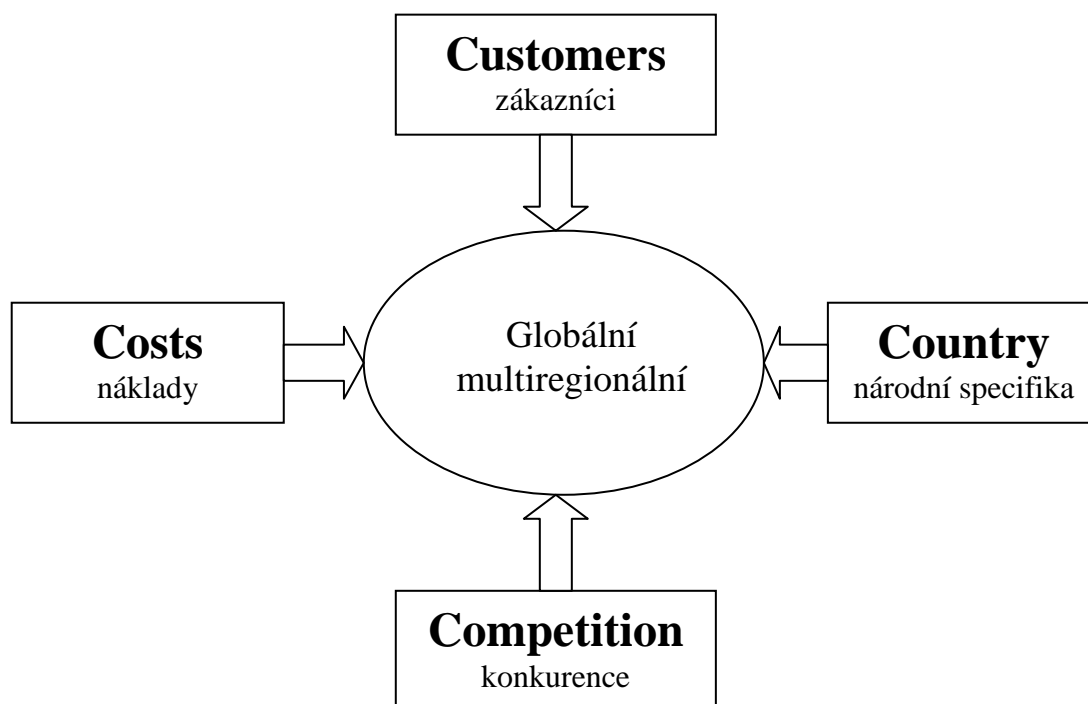 Customers
zákazníci
Costs
náklady
Globální
multiregionální
Country
národní specifika
Competition
konkurence